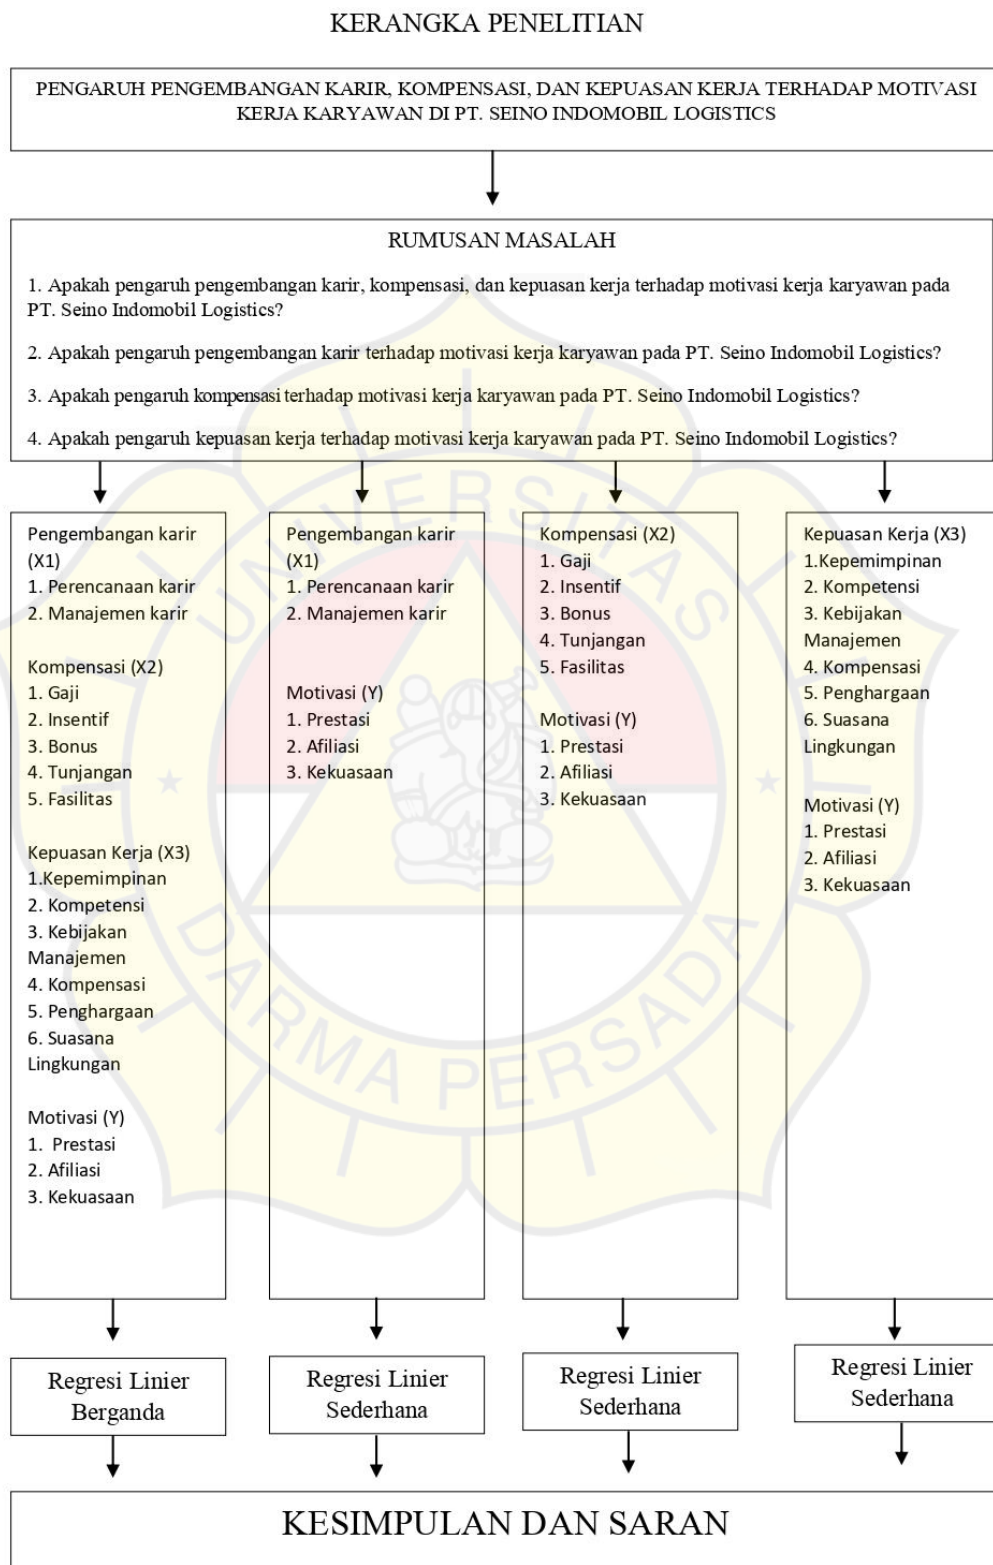 KERANGKA PENELITIAN
PENGARUH PENGEMBANGAN KARIR, KOMPENSASI, DAN KEPUASAN KERJA TERHADAP MOTIVASI
KERJA KARYAWAN DI PT. SEINO INDOMOBIL LOGISTICS
RUMUSAN MASALAH
1. Apakah pengaruh pengembangan karir, kompensasi, dan kepuasan kerja terhadap motivasi kerja karyawan pada
PT. Seino Indomobil Logistics?
2. Apakah pengaruh pengembangan karir terhadap motivasi kerja karyawan pada PT. Seino Indomobil Logistics?
3. Apakah pengaruh kompensasi terhadap motivasi kerja karyawan pada PT. Seino Indomobil Logistics?
4. Apakah pengaruh kepuasan kerja terhadap motivasi kerja karyawan pada PT. Seino Indomobil Logistics?
Pengembangan karir
(X1)
1. Perencanaan karir
2. Manajemen karir
Kompensasi (X2)
1. Gaji
2. Insentif
3. Bonus
4. Tunjangan
5. Fasilitas
Kepuasan Kerja (X3)
1.Kepemimpinan
2. Kompetensi
3. Kebijakan
Manajemen
4. Kompensasi
5. Penghargaan
6. Suasana
Lingkungan
Motivasi (Y)
1. Prestasi
2. Afiliasi
3. Kekuasaan
Pengembangan karir
(X1)
1. Perencanaan karir
2. Manajemen karir
Motivasi (Y)
1. Prestasi
2. Afiliasi
3. Kekuasaan
Kompensasi (X2)
1. Gaji
2. Insentif
3. Bonus
4. Tunjangan
5. Fasilitas
Motivasi (Y)
1. Prestasi
2. Afiliasi
3. Kekuasaan
Kepuasan Kerja (X3)
1.Kepemimpinan
2. Kompetensi
3. Kebijakan
Manajemen
4. Kompensasi
5. Penghargaan
6. Suasana
Lingkungan
Motivasi (Y)
1. Prestasi
2. Afiliasi
3. Kekuasaan
Regresi Linier
Berganda
Regresi Linier
Sederhana
Regresi Linier
Sederhana
Regresi Linier
Sederhana
KESIMPULAN DAN SARAN
UNIVERSITAS
DARMA PERSADA